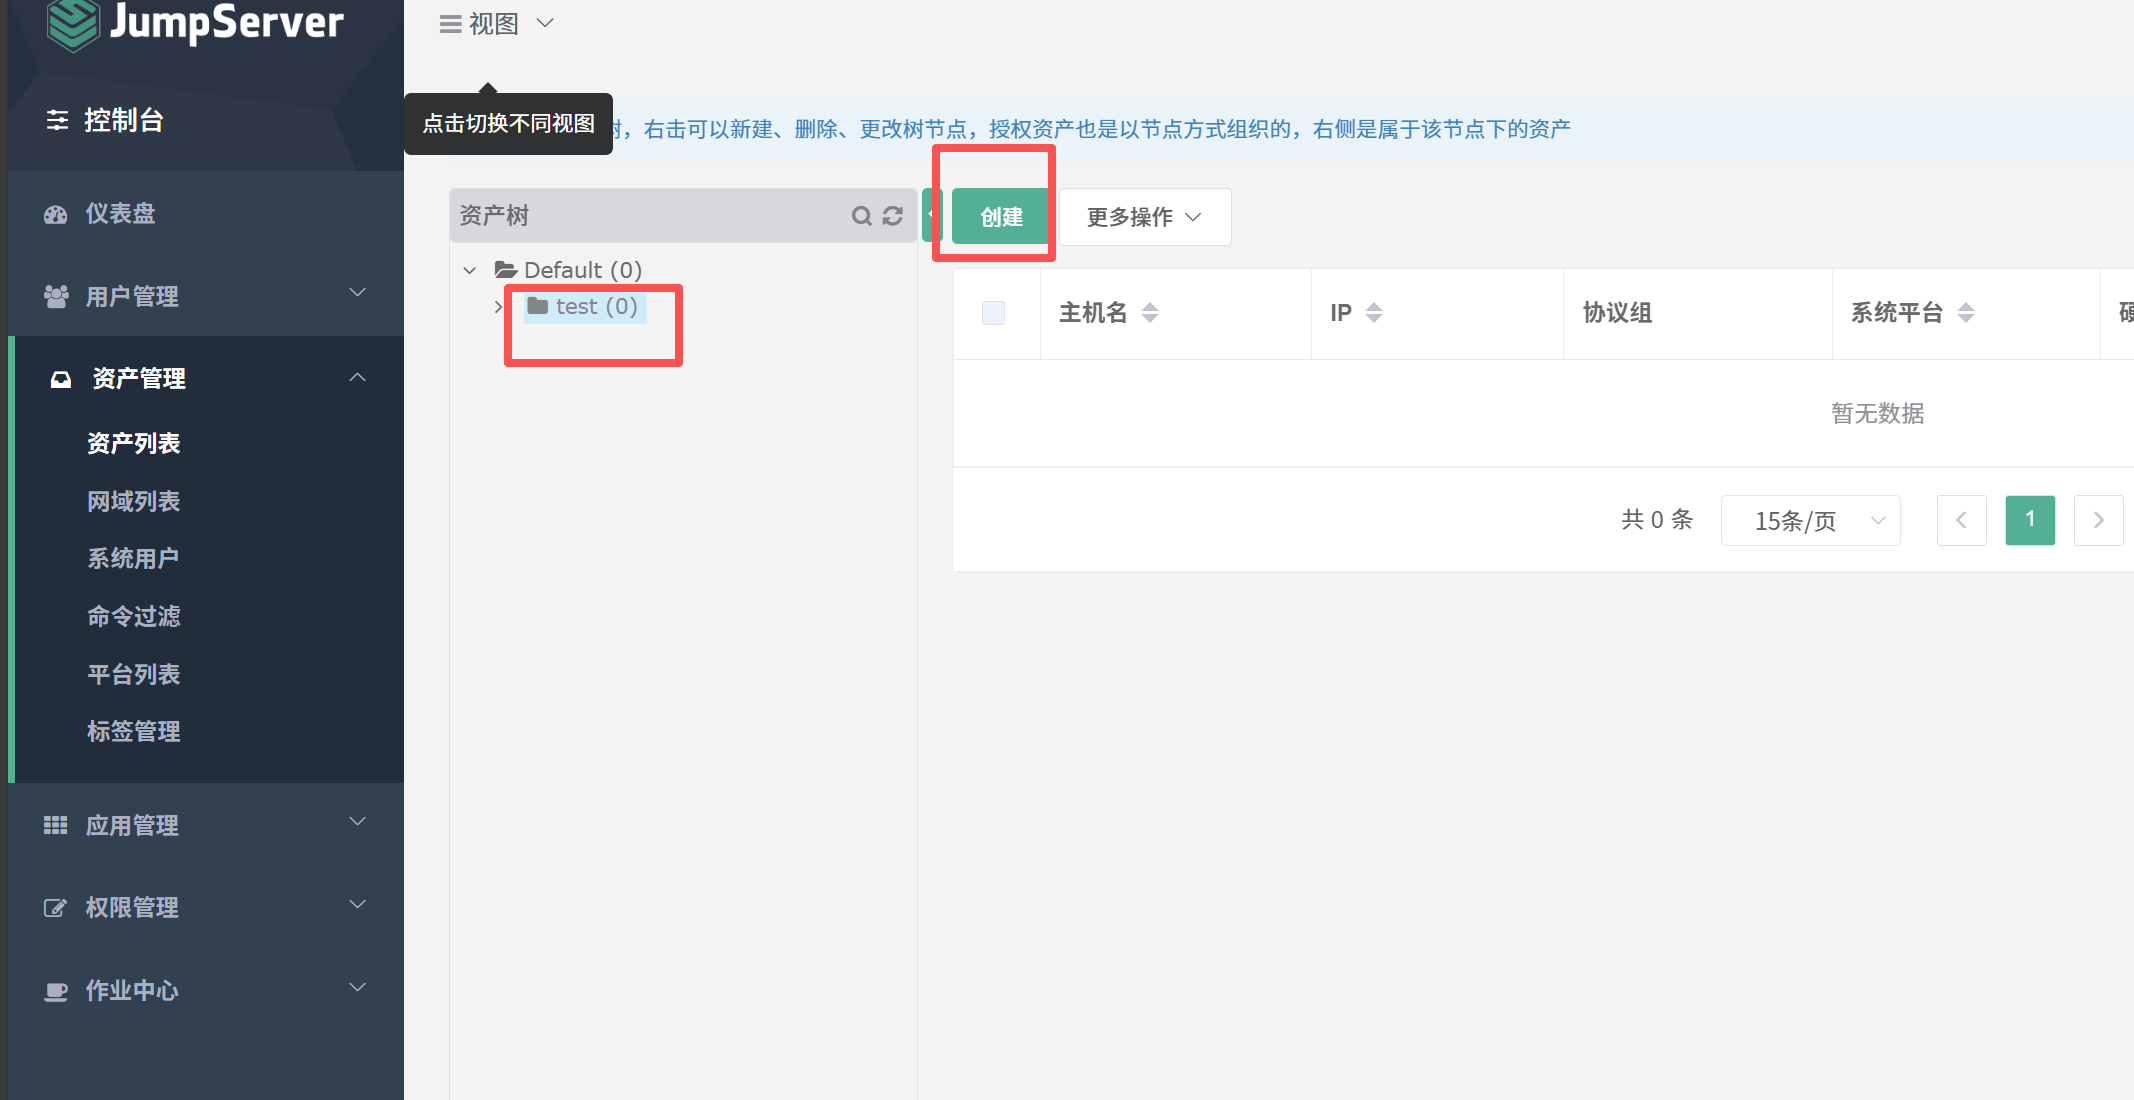 JumpServer
视图
控制台
点击切换不同视图
树，右击可以新建、删除、更改树节点，授权资产也是以节点方式组织的，右侧是属于该节点下的资产
仪表盘
资产树
创建
更多操作
Default (0)
用户管理
test (0)
主机名
IP
协议组
系统平台
硬
资产管理
暂无数据
资产列表
网域列表
共 0 条
15条/页
1
系统用户
命令过滤
平台列表
标签管理
应用管理
权限管理
作业中心